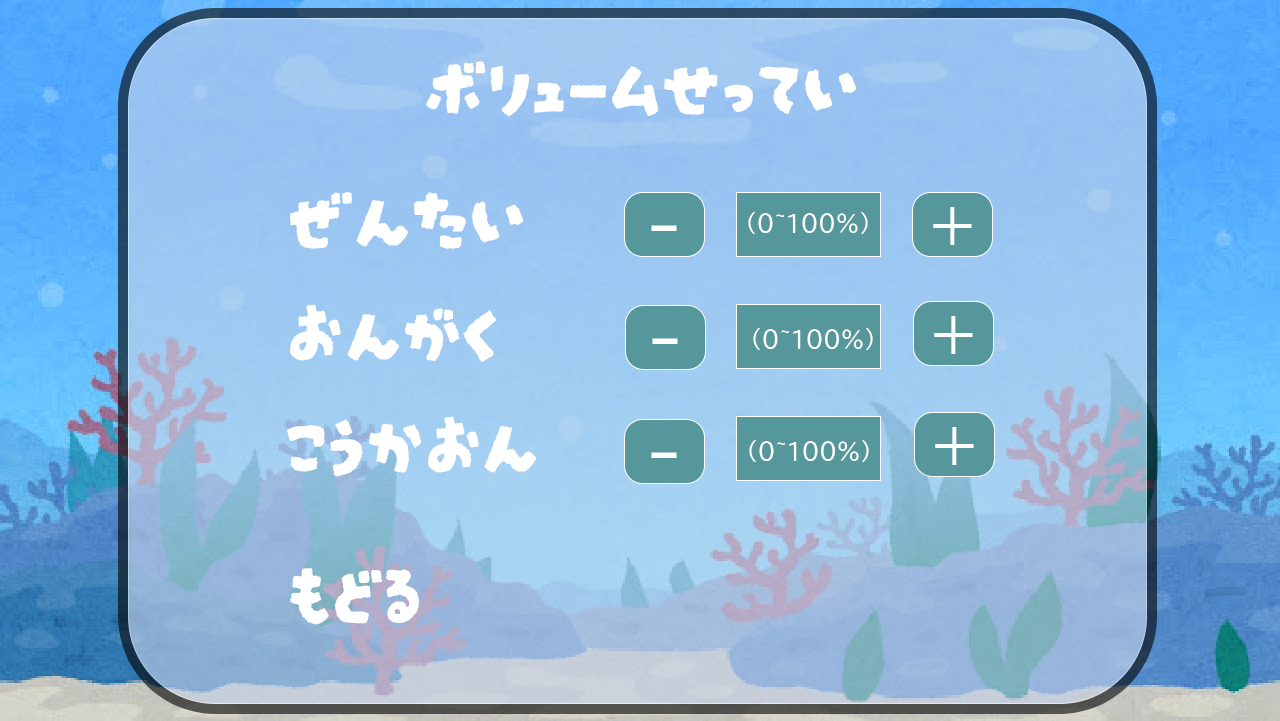 ボリュームせってい
ぜんたい - (0~100%) +
おんがく - (0~100%) +
こうかおん - (0~100%) +
もどる